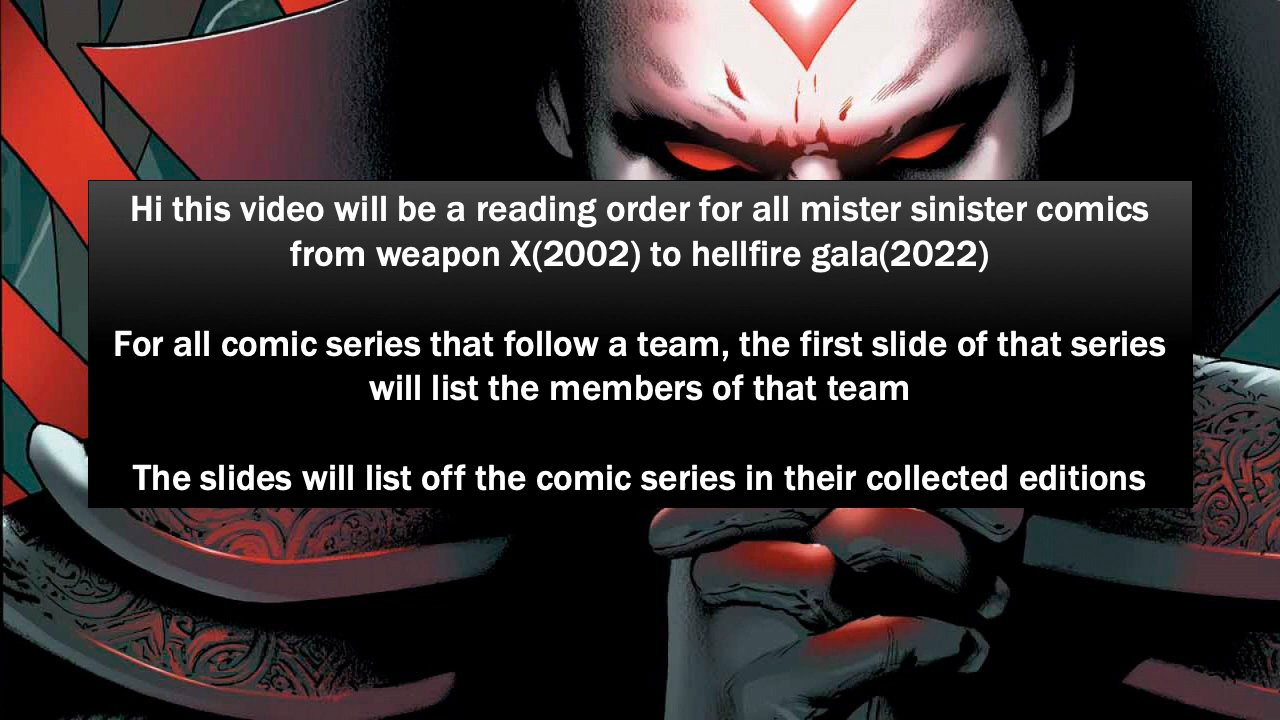 Hi this video will be a reading order for all mister sinister comics
from weapon X(2002) to hellfire gala(2022)
For all comic series that follow a team, the first slide of that series
will list the members of that team
The slides will list off the comic series in their collected editions